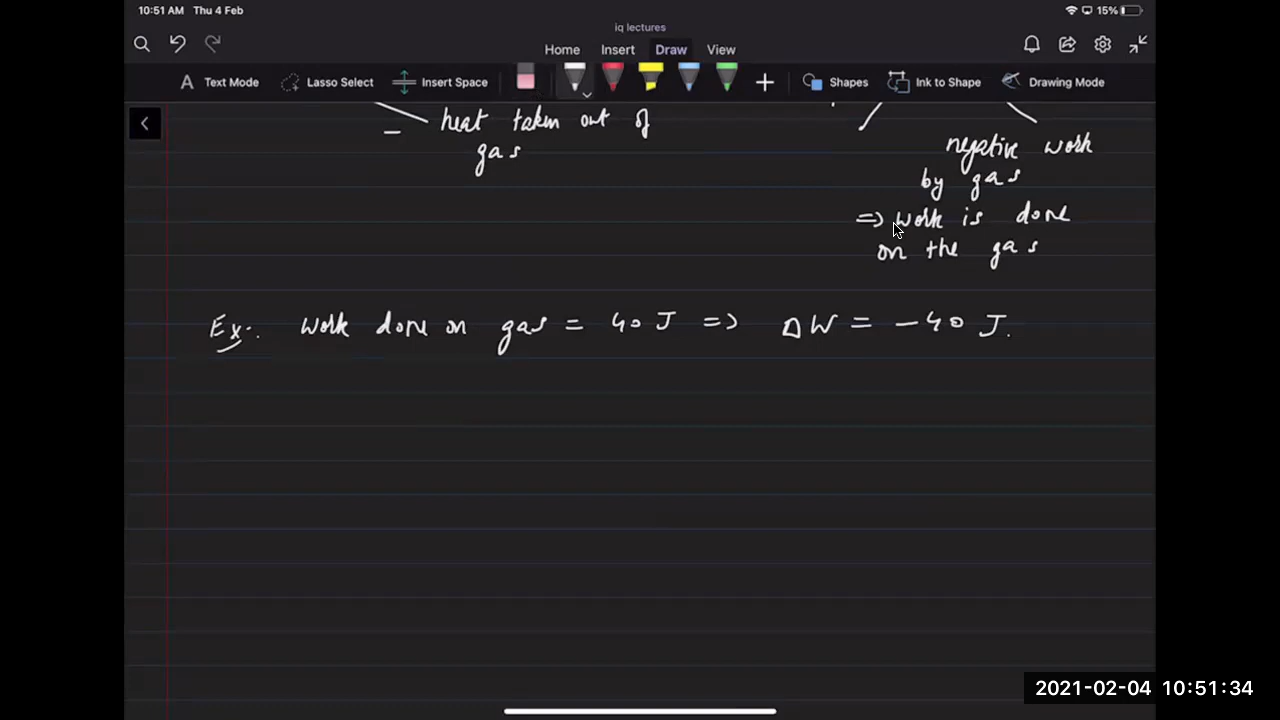 10:51 AM Thu 4 Feb
15%
iq lectures
Home Insert Draw View
Text Mode Lasso Select Insert Space Shapes Ink to Shape Drawing Mode
– heat taken out of
gas
negative work
by gas
=> work is done
on the gas
Ex:. Work done on gas = 40 J => ΔW = -40 J.
2021-02-04 10:51:34